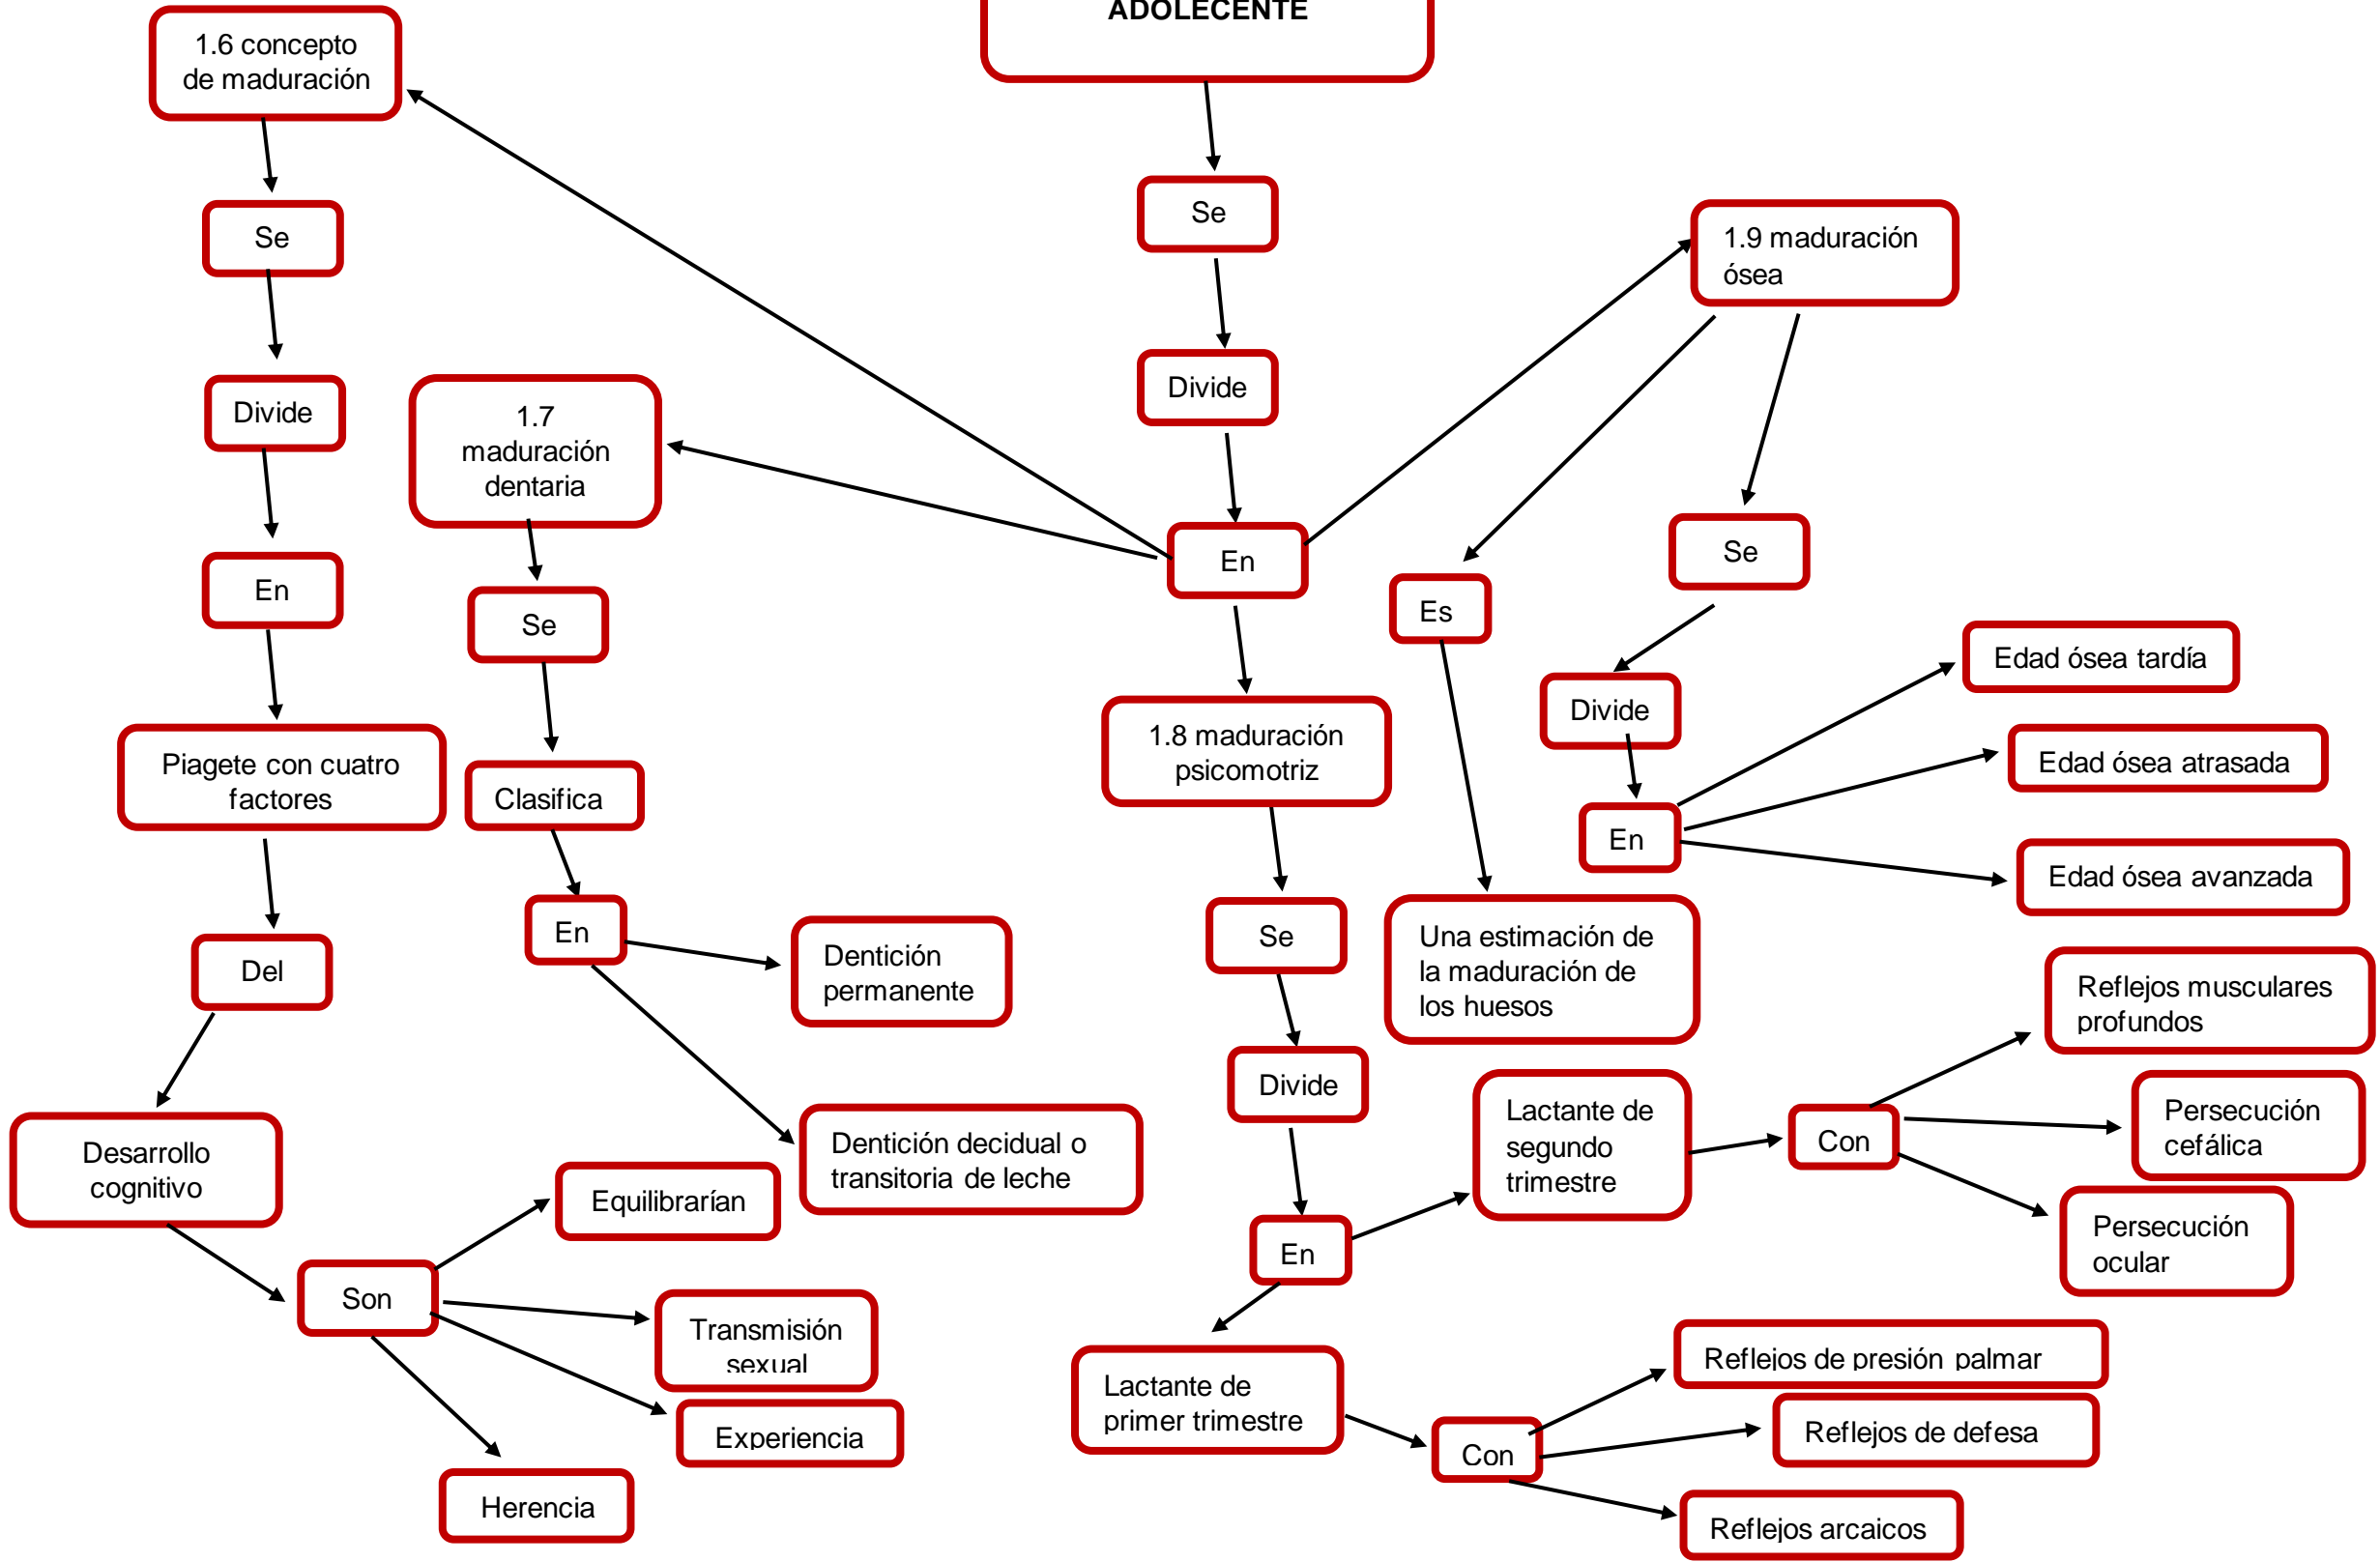 ADOLECENTE
1.6 concepto
de maduración
Se
Divide
En
Piagete con cuatro
factores
Del
Desarrollo
cognitivo
Son
Equilibrarían
Transmisión
sexual
Experiencia
Herencia
1.7
maduración
dentaria
Se
Clasifica
En
Dentición
permanente
Dentición decidual o
transitoria de leche
Se
Divide
En
1.8 maduración
psicomotriz
Se
Divide
En
Lactante de
segundo
trimestre
Con
Reflejos musculares
profundos
Persecución
cefálica
Persecución
ocular
Lactante de
primer trimestre
Con
Reflejos de presión palmar
Reflejos de defesa
Reflejos arcaicos
1.9 maduración
ósea
Es
Una estimación de
la maduración de
los huesos
Se
Divide
En
Edad ósea tardía
Edad ósea atrasada
Edad ósea avanzada